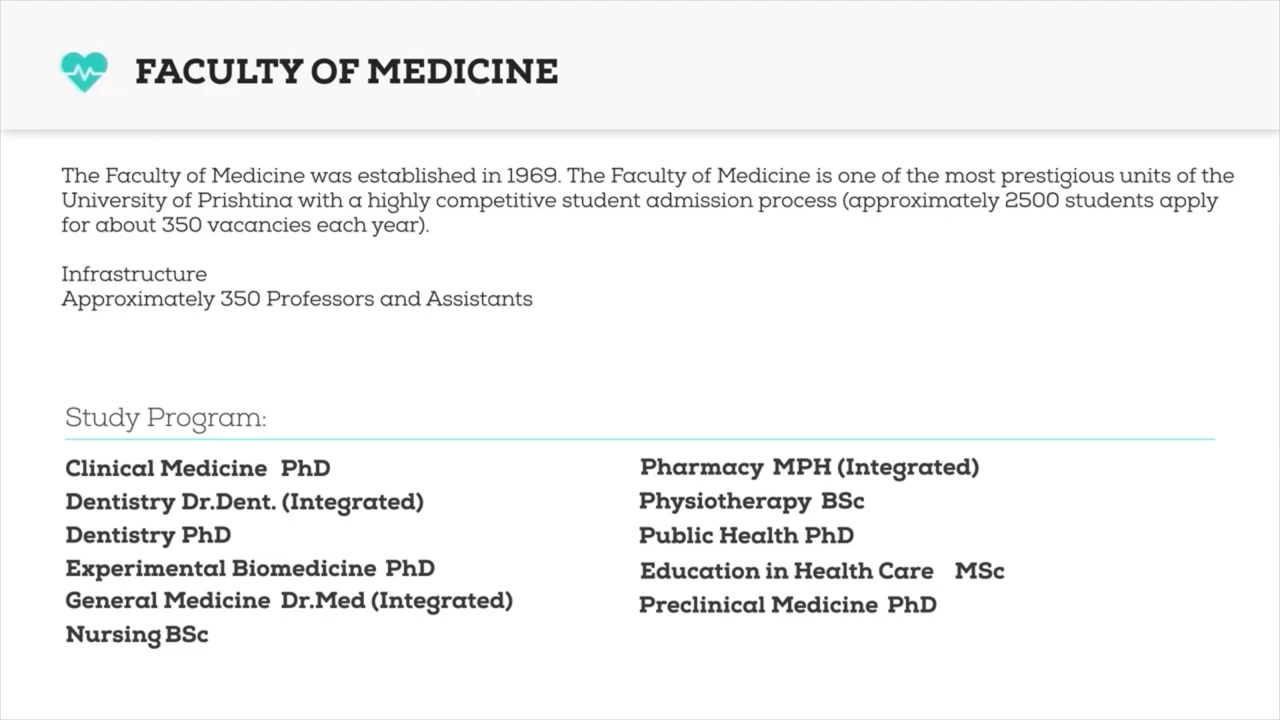 FACULTY OF MEDICINE
The Faculty of Medicine was established in 1969. The Faculty of Medicine is one of the most prestigious units of the
University of Prishtina with a highly competitive student admission process (approximately 2500 students apply
for about 350 vacancies each year).
Infrastructure
Approximately 350 Professors and Assistants
Study Program:
Clinical Medicine PhD
Dentistry Dr.Dent. (Integrated)
Dentistry PhD
Experimental Biomedicine PhD
General Medicine Dr.Med (Integrated)
Nursing BSc
Pharmacy MPH (Integrated)
Physiotherapy BSc
Public Health PhD
Education in Health Care MSc
Preclinical Medicine PhD